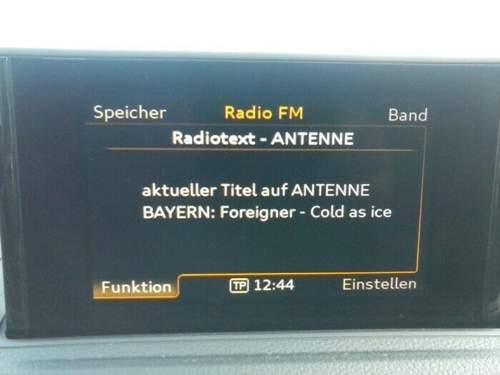 Speicher Radio FM Band
Radiotext - ANTENNE
aktueller Titel auf ANTENNE
BAYERN: Foreigner - Cold as ice
Funktion TP 12:44 Einstellen